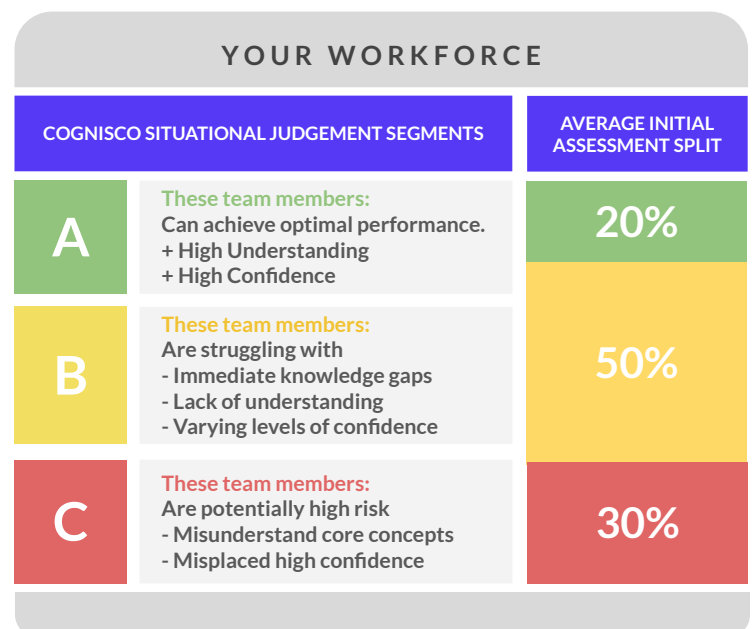 YOUR WORKFORCE
COGNISCO SITUATIONAL JUDGEMENT SEGMENTS
AVERAGE INITIAL
ASSESSMENT SPLIT
A
These team members:
Can achieve optimal performance.
+ High Understanding
+ High Confidence
20%
B
These team members:
Are struggling with
- Immediate knowledge gaps
- Lack of understanding
- Varying levels of confidence
50%
C
These team members:
Are potentially high risk
- Misunderstand core concepts
- Misplaced high confidence
30%